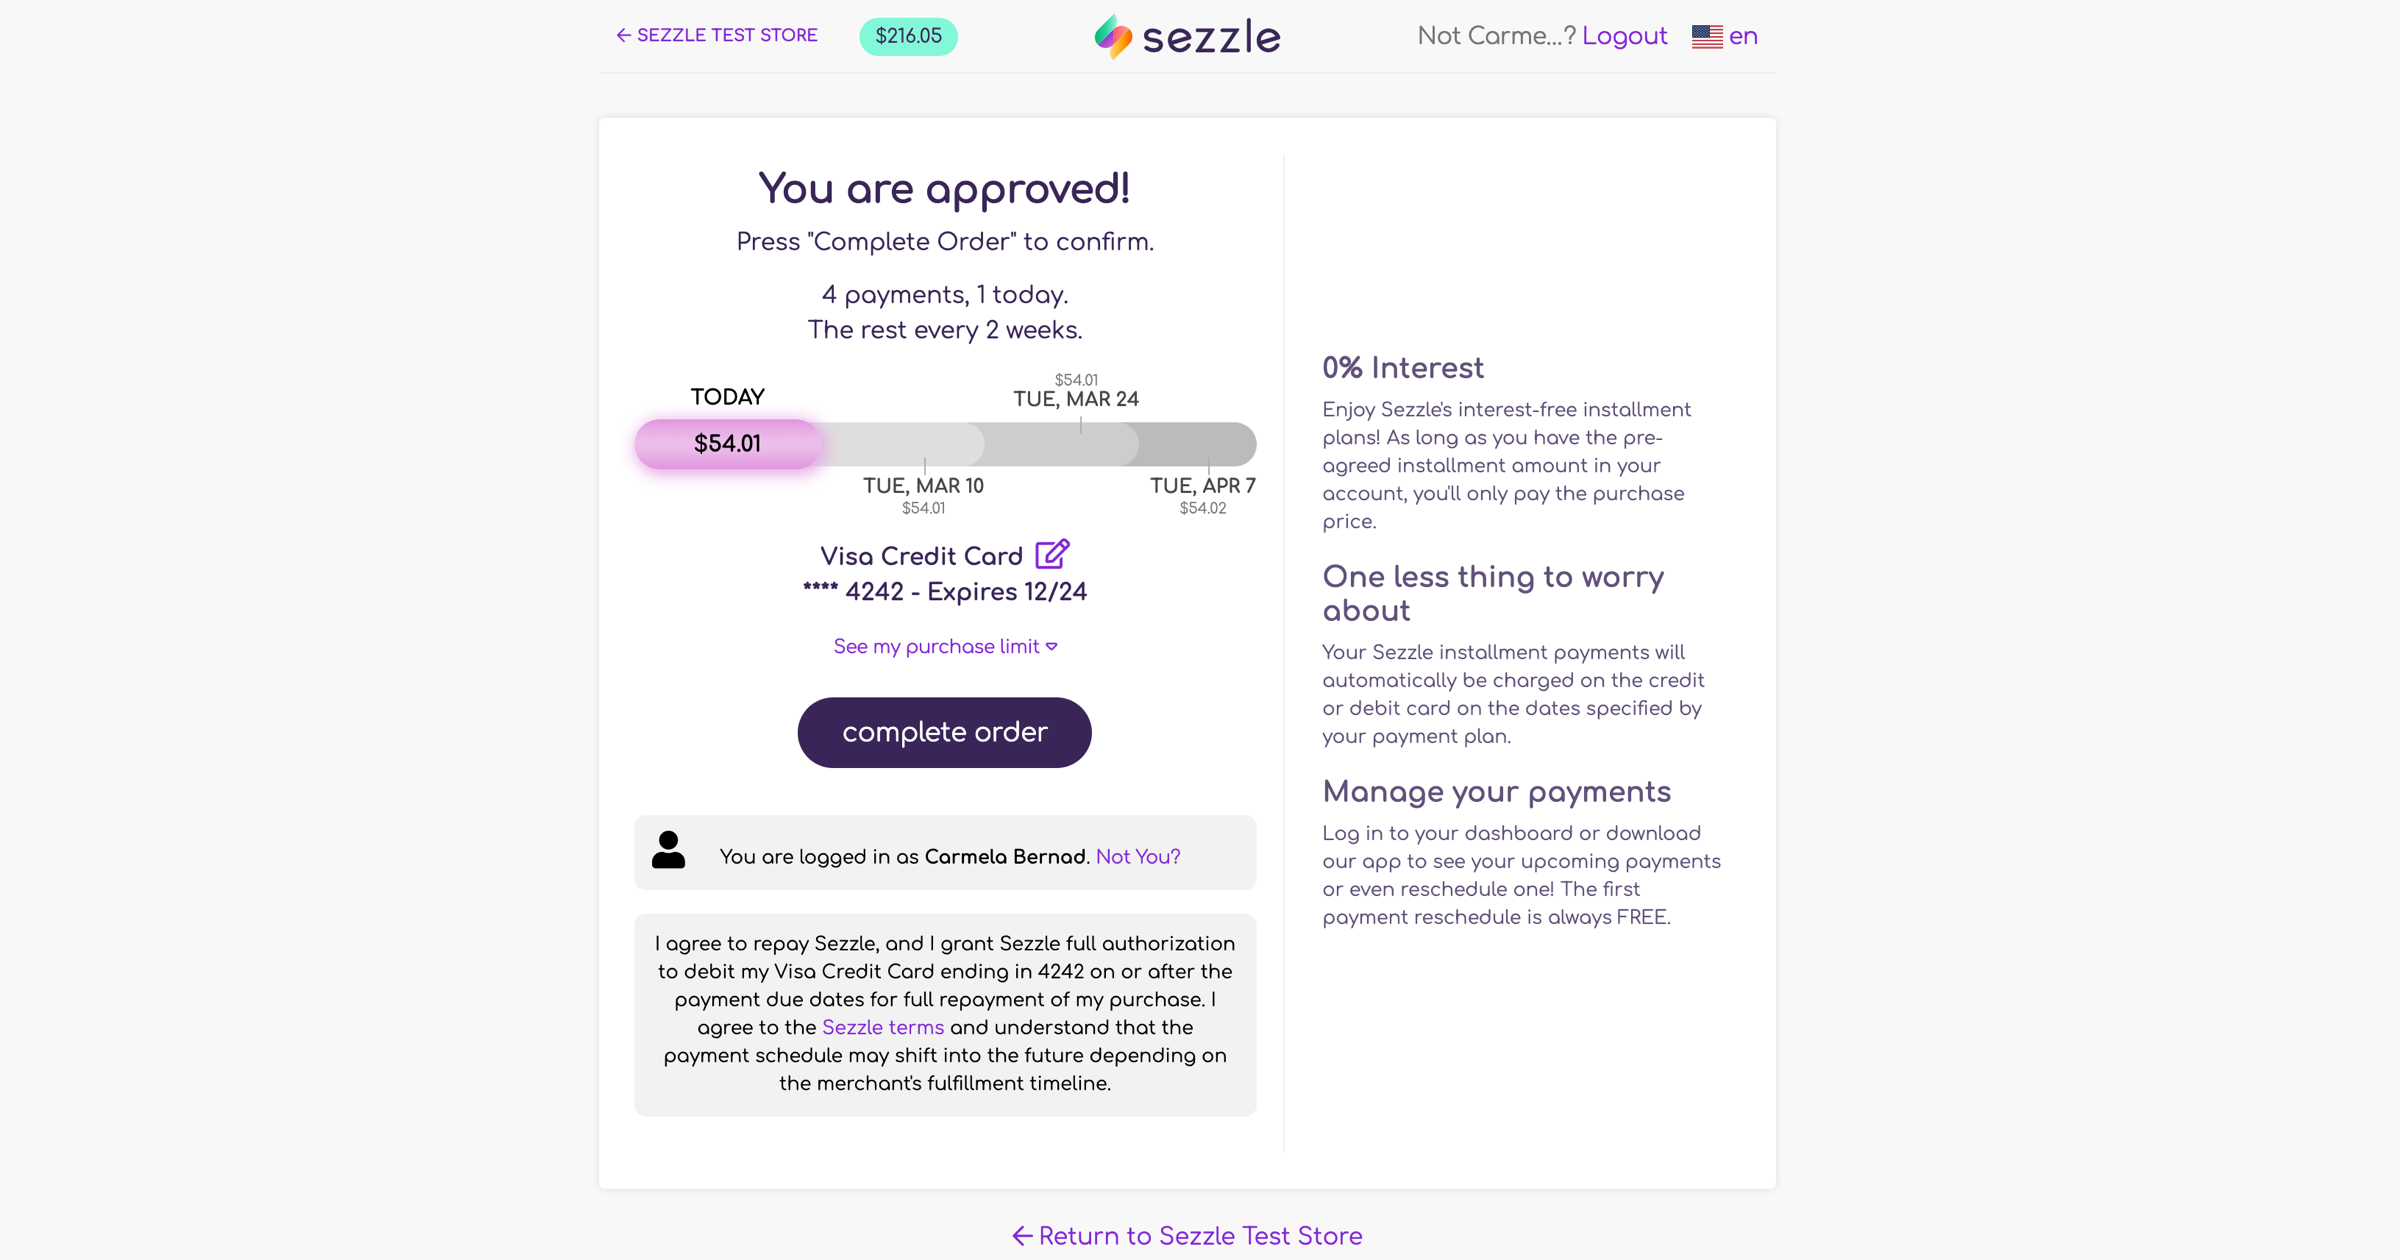 ← SEZZLE TEST STORE
$216.05
sezzle
Not Carme...? Logout
en
You are approved!
Press "Complete Order" to confirm.
4 payments, 1 today.
The rest every 2 weeks.
TODAY
$54.01
$54.01
TUE, MAR 24
TUE, MAR 10
$54.01
TUE, APR 7
$54.02
Visa Credit Card
**** 4242 - Expires 12/24
See my purchase limit
complete order
You are logged in as Carmela Bernad. Not You?
I agree to repay Sezzle, and I grant Sezzle full authorization
to debit my Visa Credit Card ending in 4242 on or after the
payment due dates for full repayment of my purchase. I
agree to the Sezzle terms and understand that the
payment schedule may shift into the future depending on
the merchant's fulfillment timeline.
0% Interest
Enjoy Sezzle's interest-free installment
plans! As long as you have the pre-
agreed installment amount in your
account, you'll only pay the purchase
price.
One less thing to worry
about
Your Sezzle installment payments will
automatically be charged on the credit
or debit card on the dates specified by
your payment plan.
Manage your payments
Log in to your dashboard or download
our app to see your upcoming payments
or even reschedule one! The first
payment reschedule is always FREE.
← Return to Sezzle Test Store